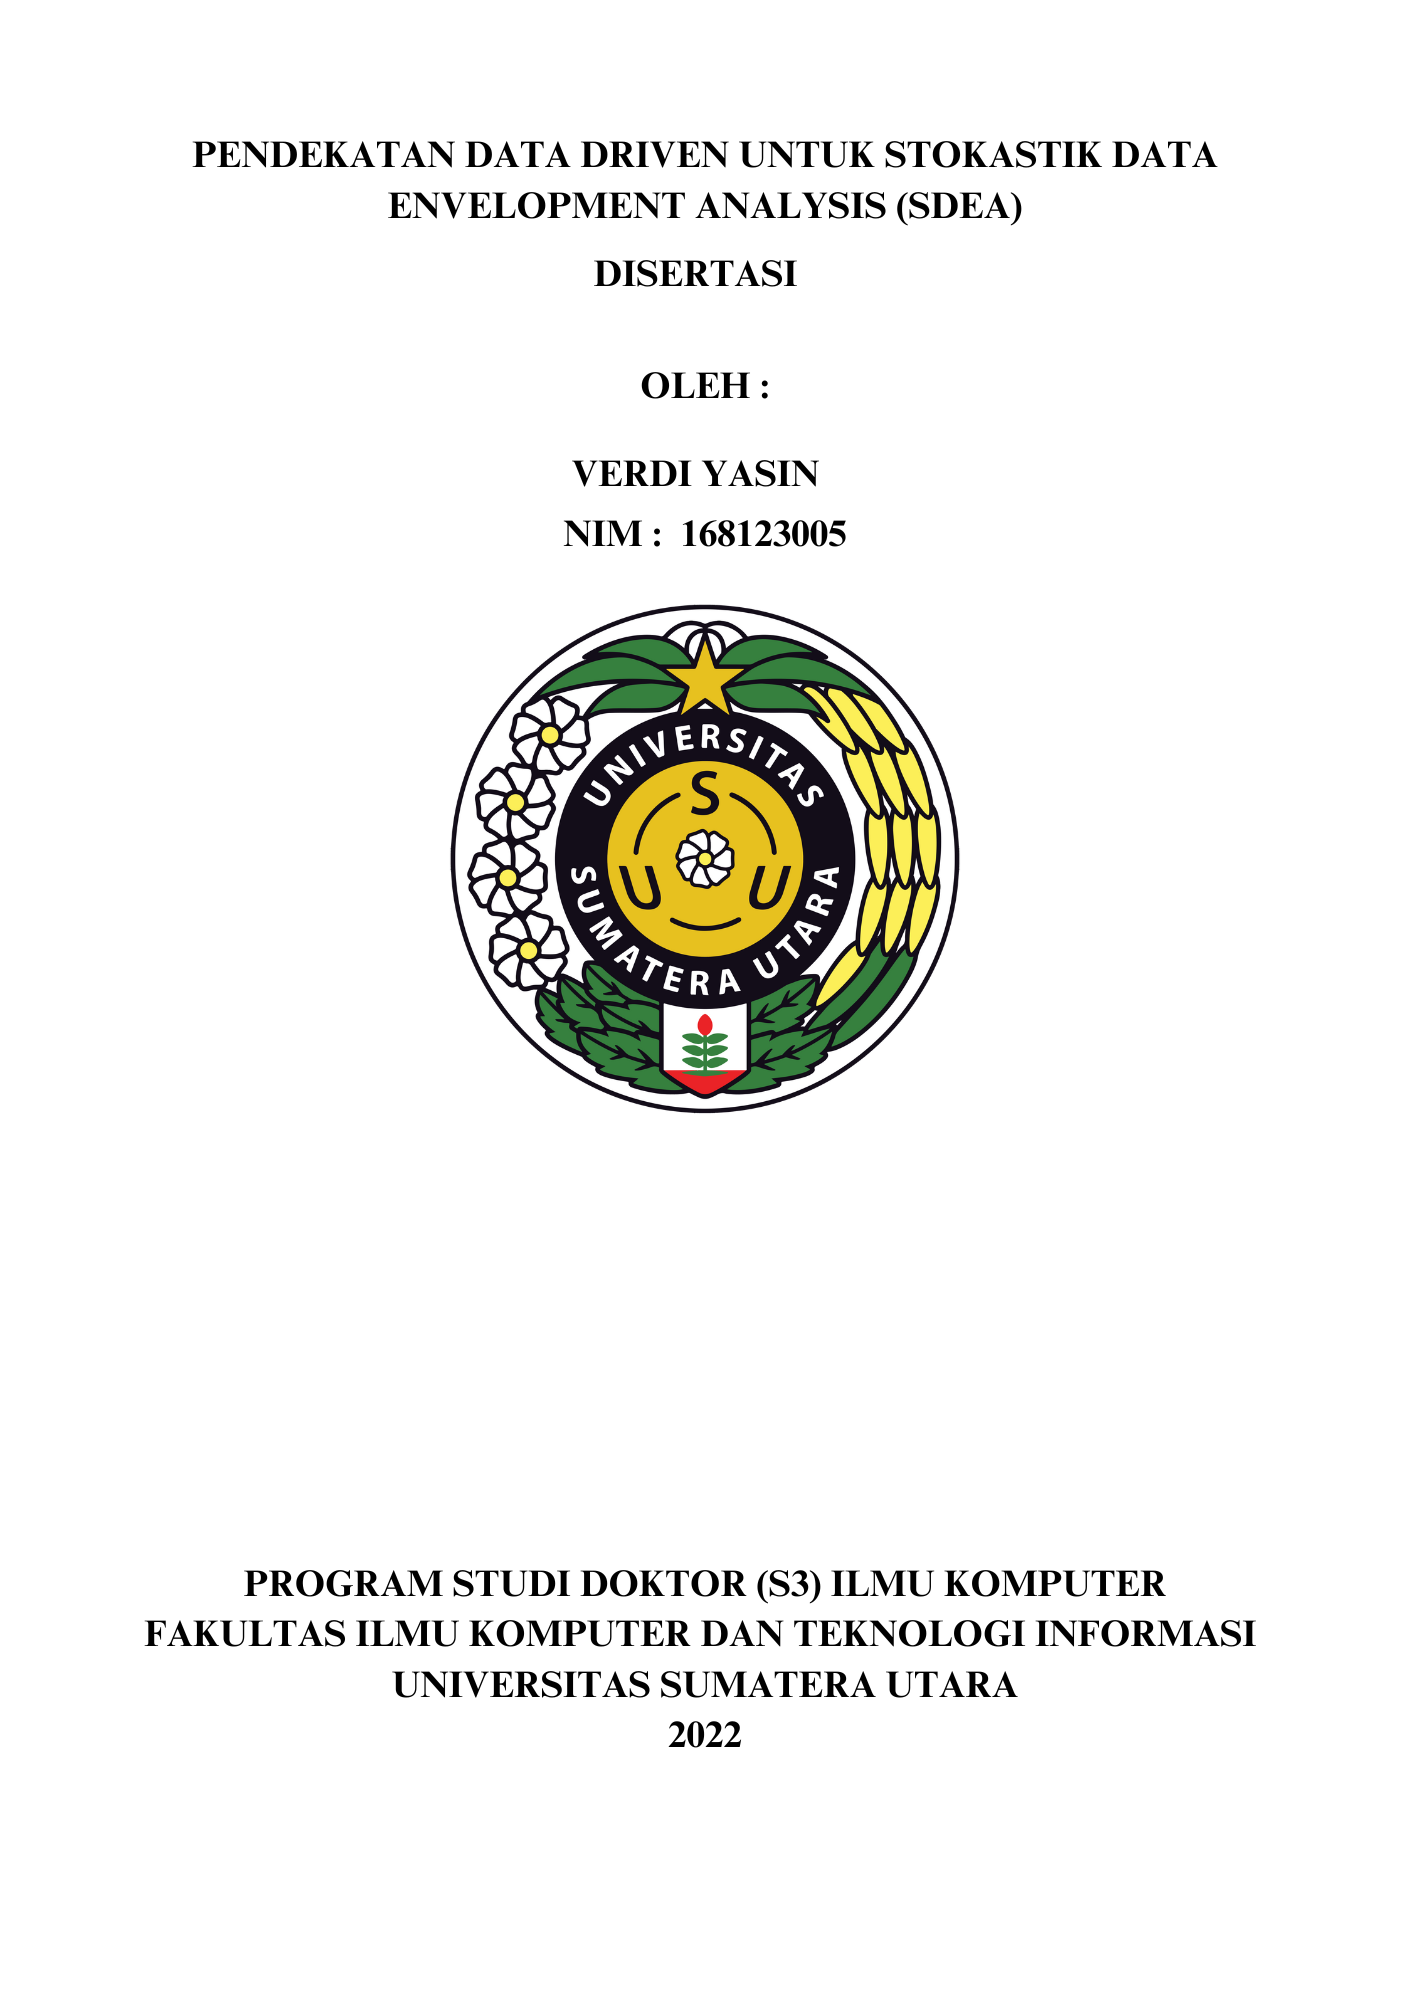 PENDEKATAN DATA DRIVEN UNTUK STOKASTIK DATA
ENVELOPMENT ANALYSIS (SDEA)
DISERTASI
OLEH :
VERDI YASIN
NIM : 168123005
UNIVERSITAS
S
U U
SUMATERA UTARA
PROGRAM STUDI DOKTOR (S3) ILMU KOMPUTER
FAKULTAS ILMU KOMPUTER DAN TEKNOLOGI INFORMASI
UNIVERSITAS SUMATERA UTARA
2022